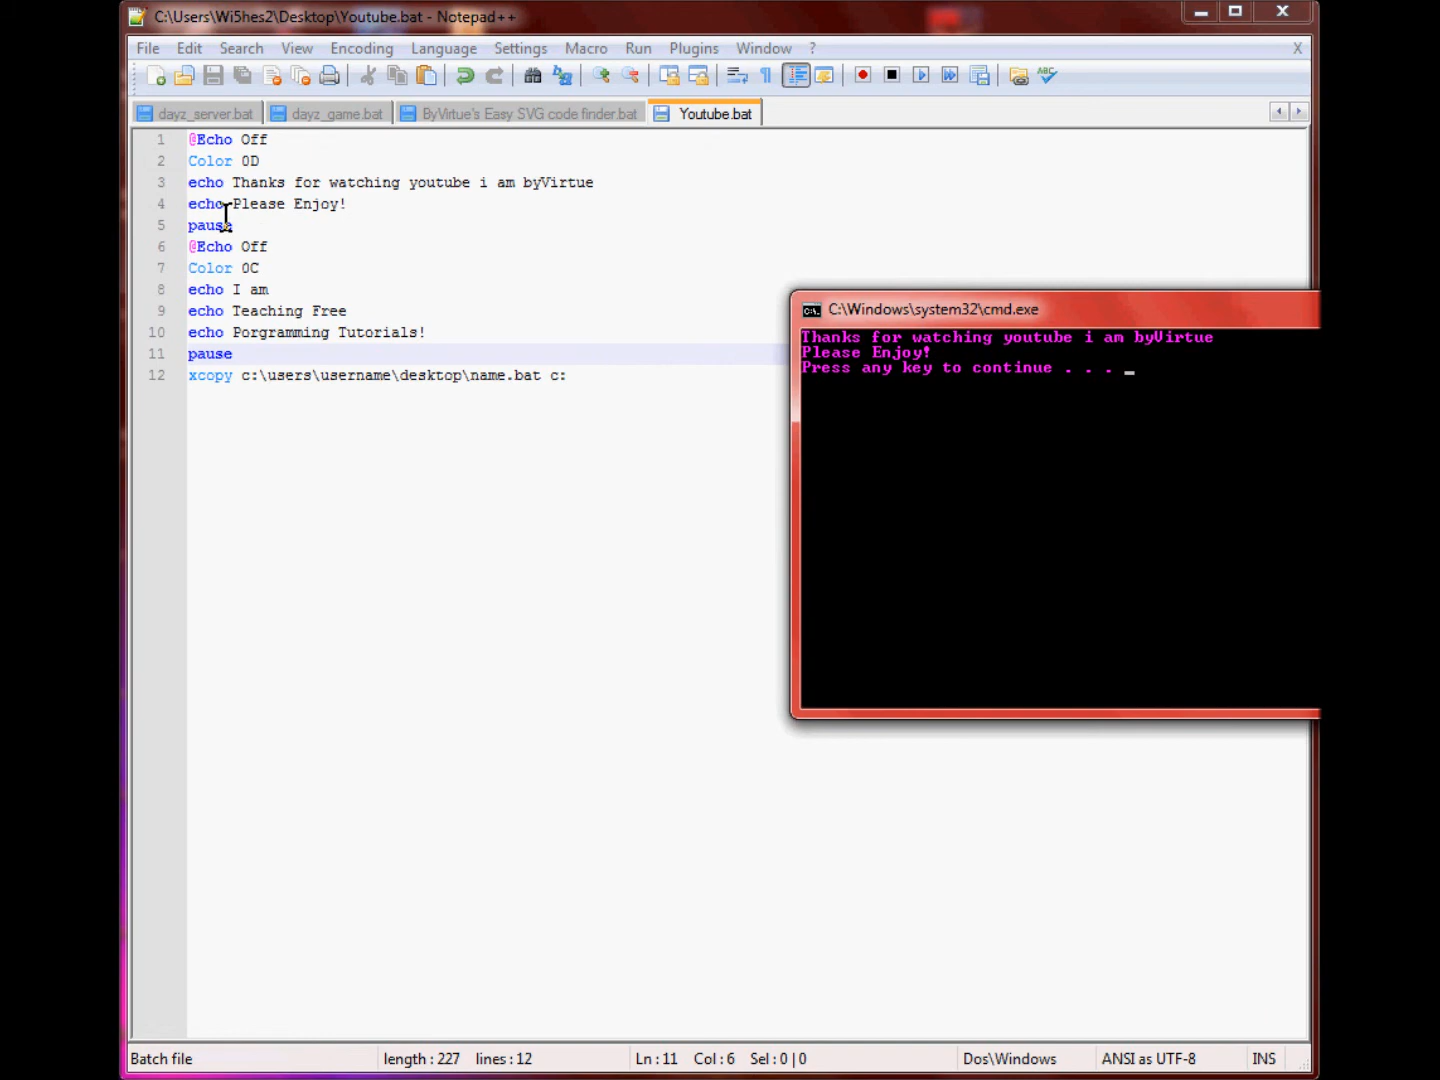 C:\Users\Wi5hes2\Desktop\Youtube.bat - Notepad++
File Edit Search View Encoding Language Settings Macro Run Plugins Window ? X
ABC
dayz_server.bat dayz_game.bat ByVirtue's Easy SVG code finder.bat Youtube.bat
1 @Echo Off
2 Color 0D
3 echo Thanks for watching youtube i am byVirtue
4 echo Please Enjoy!
5 pause
6 @Echo Off
7 Color 0C
8 echo I am
9 echo Teaching Free
10 echo Porgramming Tutorials!
11 pause
12 xcopy c:\users\username\desktop\name.bat c:
C:\Windows\system32\cmd.exe
Thanks for watching youtube i am byVirtue
Please Enjoy!
Press any key to continue . . . _
Batch file length : 227 lines : 12 Ln : 11 Col : 6 Sel : 0 | 0 Dos\Windows ANSI as UTF-8 INS